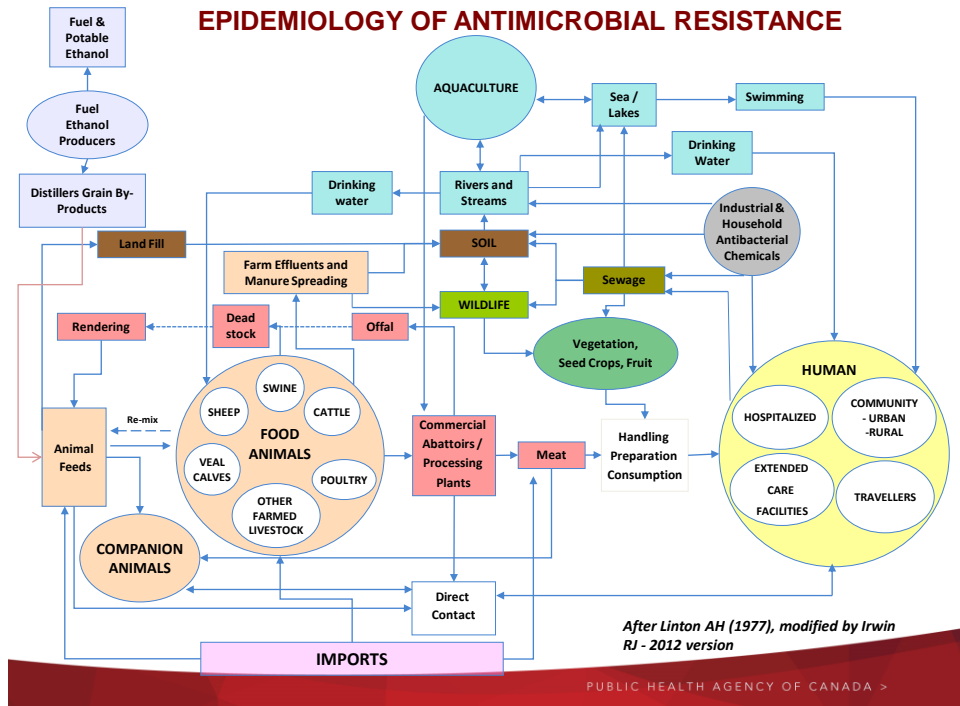 EPIDEMIOLOGY OF ANTIMICROBIAL RESISTANCE
Fuel &
Potable
Ethanol
Fuel
Ethanol
Producers
Distillers Grain By-
Products
AQUACULTURE
Sea /
Lakes
Swimming
Drinking
Water
Drinking
water
Rivers and
Streams
Industrial &
Household
Antibacterial
Chemicals
Land Fill
SOIL
Farm Effluents and
Manure Spreading
Sewage
WILDLIFE
Rendering
Dead
stock
Offal
Vegetation,
Seed Crops, Fruit
HUMAN
HOSPITALIZED
COMMUNITY
- URBAN
-RURAL
EXTENDED
CARE
FACILITIES
TRAVELLERS
SWINE
SHEEP
CATTLE
FOOD
ANIMALS
VEAL
CALVES
POULTRY
OTHER
FARMED
LIVESTOCK
Re-mix
Animal
Feeds
Commercial
Abattoirs /
Processing
Plants
Meat
Handling
Preparation
Consumption
COMPANION
ANIMALS
Direct
Contact
IMPORTS
After Linton AH (1977), modified by Irwin
RJ - 2012 version
PUBLIC HEALTH AGENCY OF CANADA >